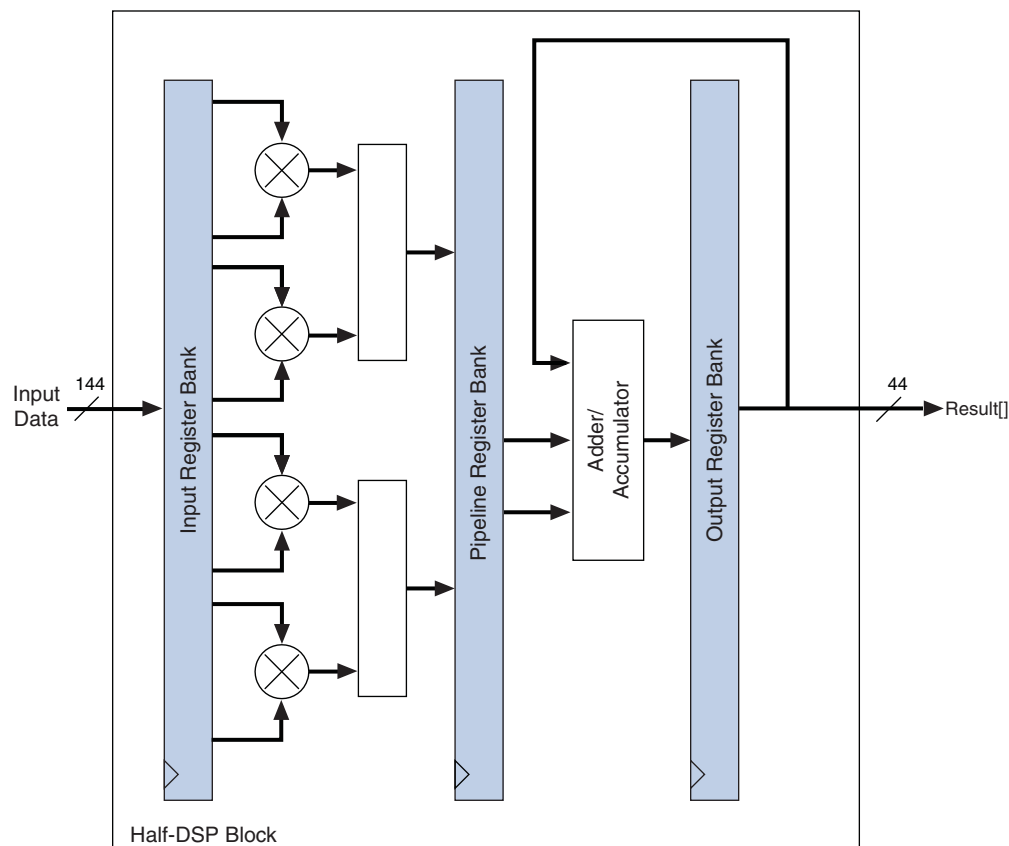 Input
Data
144
Input Register Bank
Pipeline Register Bank
Adder/
Accumulator
Output Register Bank
44
Result[]
Half-DSP Block